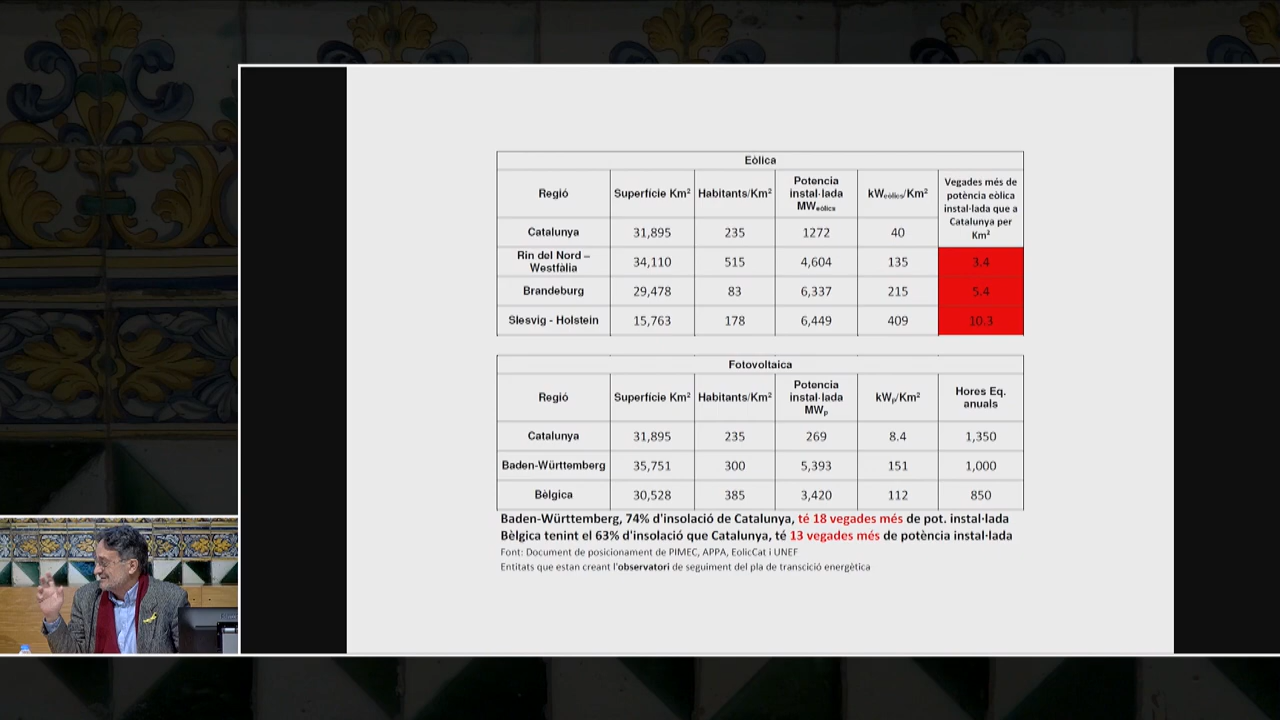 Eòlica
Regió Superfície Km² Habitants/Km² Potencia instal·lada MWeòlics kWeòlics/Km² Vegades més de potència eòlica instal·lada que a Catalunya per Km²
Catalunya 31,895 235 1272 40
Rin del Nord – Westfàlia 34,110 515 4,604 135 3.4
Brandeburg 29,478 83 6,337 215 5.4
Slesvig - Holstein 15,763 178 6,449 409 10.3
Fotovoltaica
Regió Superfície Km² Habitants/Km² Potencia instal·lada MWp kWp/Km² Hores Eq. anuals
Catalunya 31,895 235 269 8.4 1,350
Baden-Württemberg 35,751 300 5,393 151 1,000
Bèlgica 30,528 385 3,420 112 850
Baden-Württemberg, 74% d'insolació de Catalunya, té 18 vegades més de pot. instal·lada
Bèlgica tenint el 63% d'insolació que Catalunya, té 13 vegades més de potència instal·lada
Font: Document de posicionament de PIMEC, APPA, EolicCat i UNEF
Entitats que estan creant l'observatori de seguiment del pla de transcició energètica